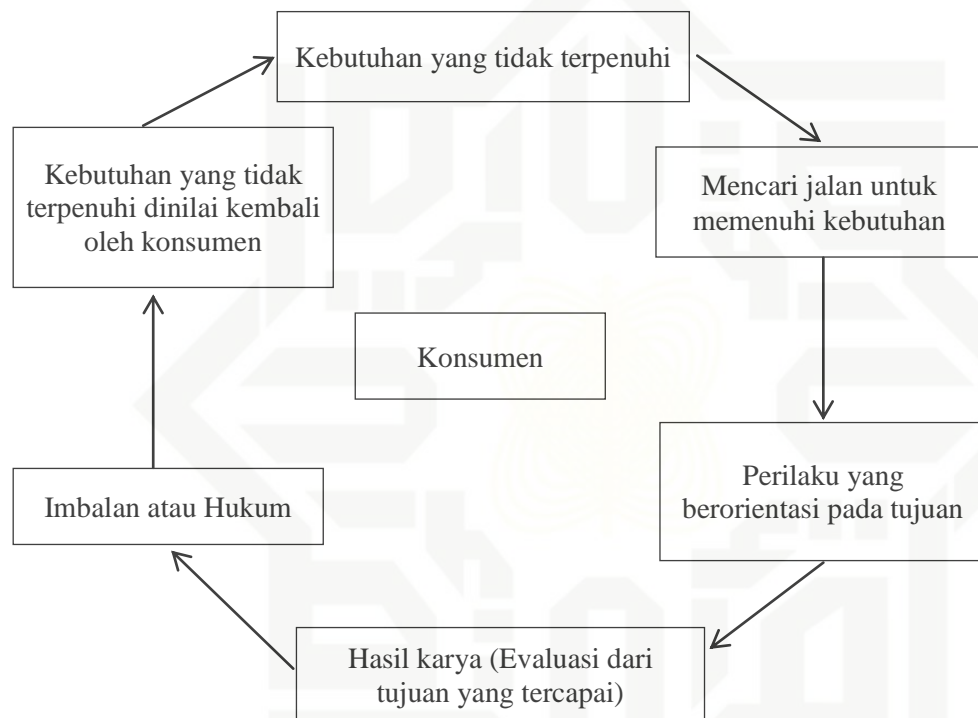 Kebutuhan yang tidak terpenuhi
Mencari jalan untuk
memenuhi kebutuhan
Perilaku yang
berorientasi pada tujuan
Hasil karya (Evaluasi dari
tujuan yang tercapai)
Imbalan atau Hukum
Kebutuhan yang tidak
terpenuhi dinilai kembali
oleh konsumen
Konsumen